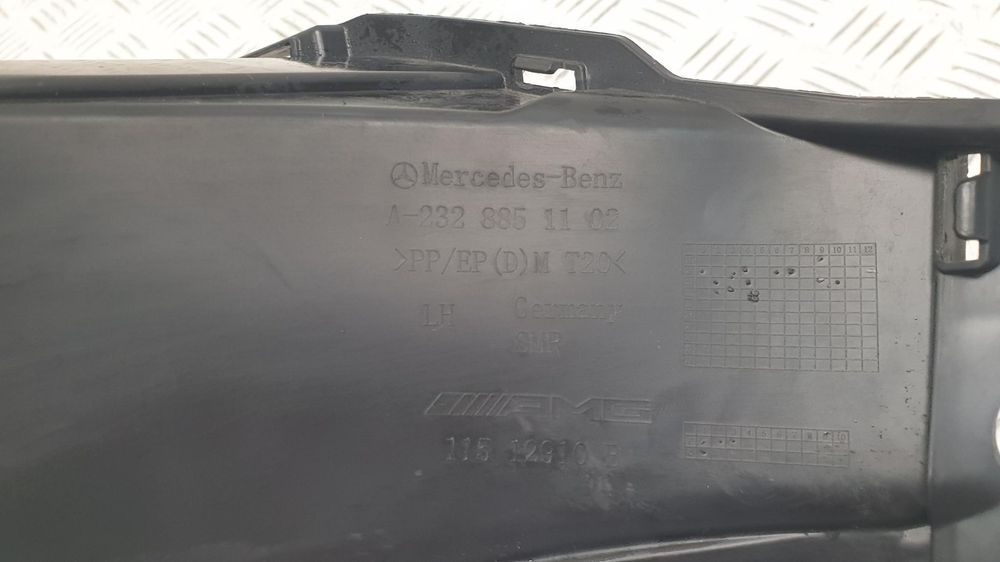 Mercedes-Benz
A-232 885 11 02
>PP/EP(D)M T20<
LH Germany
SMR
AMG
115 12910